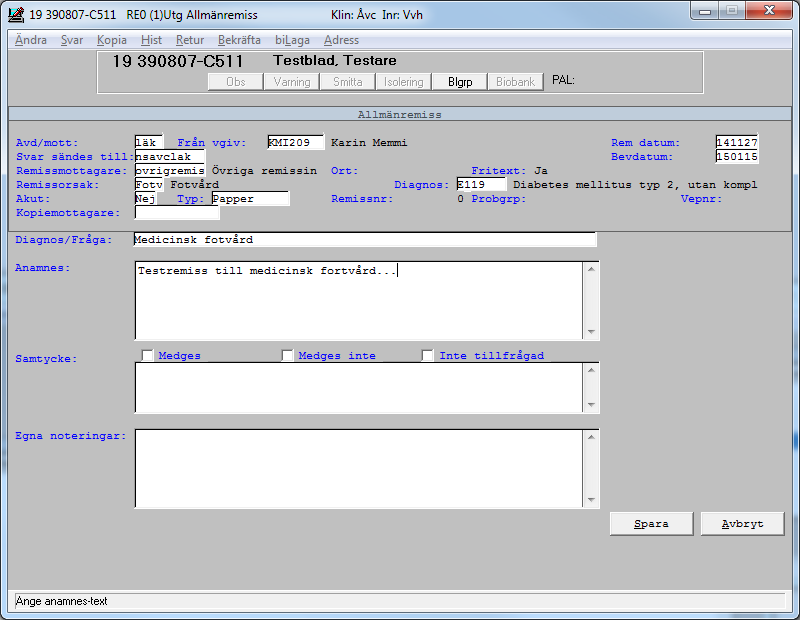 19 390807-C511 RE0 (1)Utg Allmänremiss Klin: Åvc Inr: Vvh
Ändra Svar Kopia Hist Retur Bekräfta biLaga Adress
19 390807-C511 Testblad, Testare
Obs Varning Smitta Isolering Blgrp Biobank PAL:
Allmänremiss
Avd/mott: läk Från vgiv: KMI209 Karin Memmi Rem datum: 141127
Svar sändes till: nsavclak Bevdatum: 150115
Remissmottagare: ovrigremis Övriga remissin Ort: Fritext: Ja
Remissorsak: Fotv Fotvård Diagnos: E119 Diabetes mellitus typ 2, utan kompl
Akut: Nej Typ: Papper Remissnr: 0 Probgrp: Vepnr:
Kopiemottagare:
Diagnos/Fråga: Medicinsk fotvård
Anamnes: Testremiss till medicinsk fortvård...
Samtycke: Medges Medges inte Inte tillfrågad
Egna noteringar:
Spara Avbryt
Ange anamnes-text